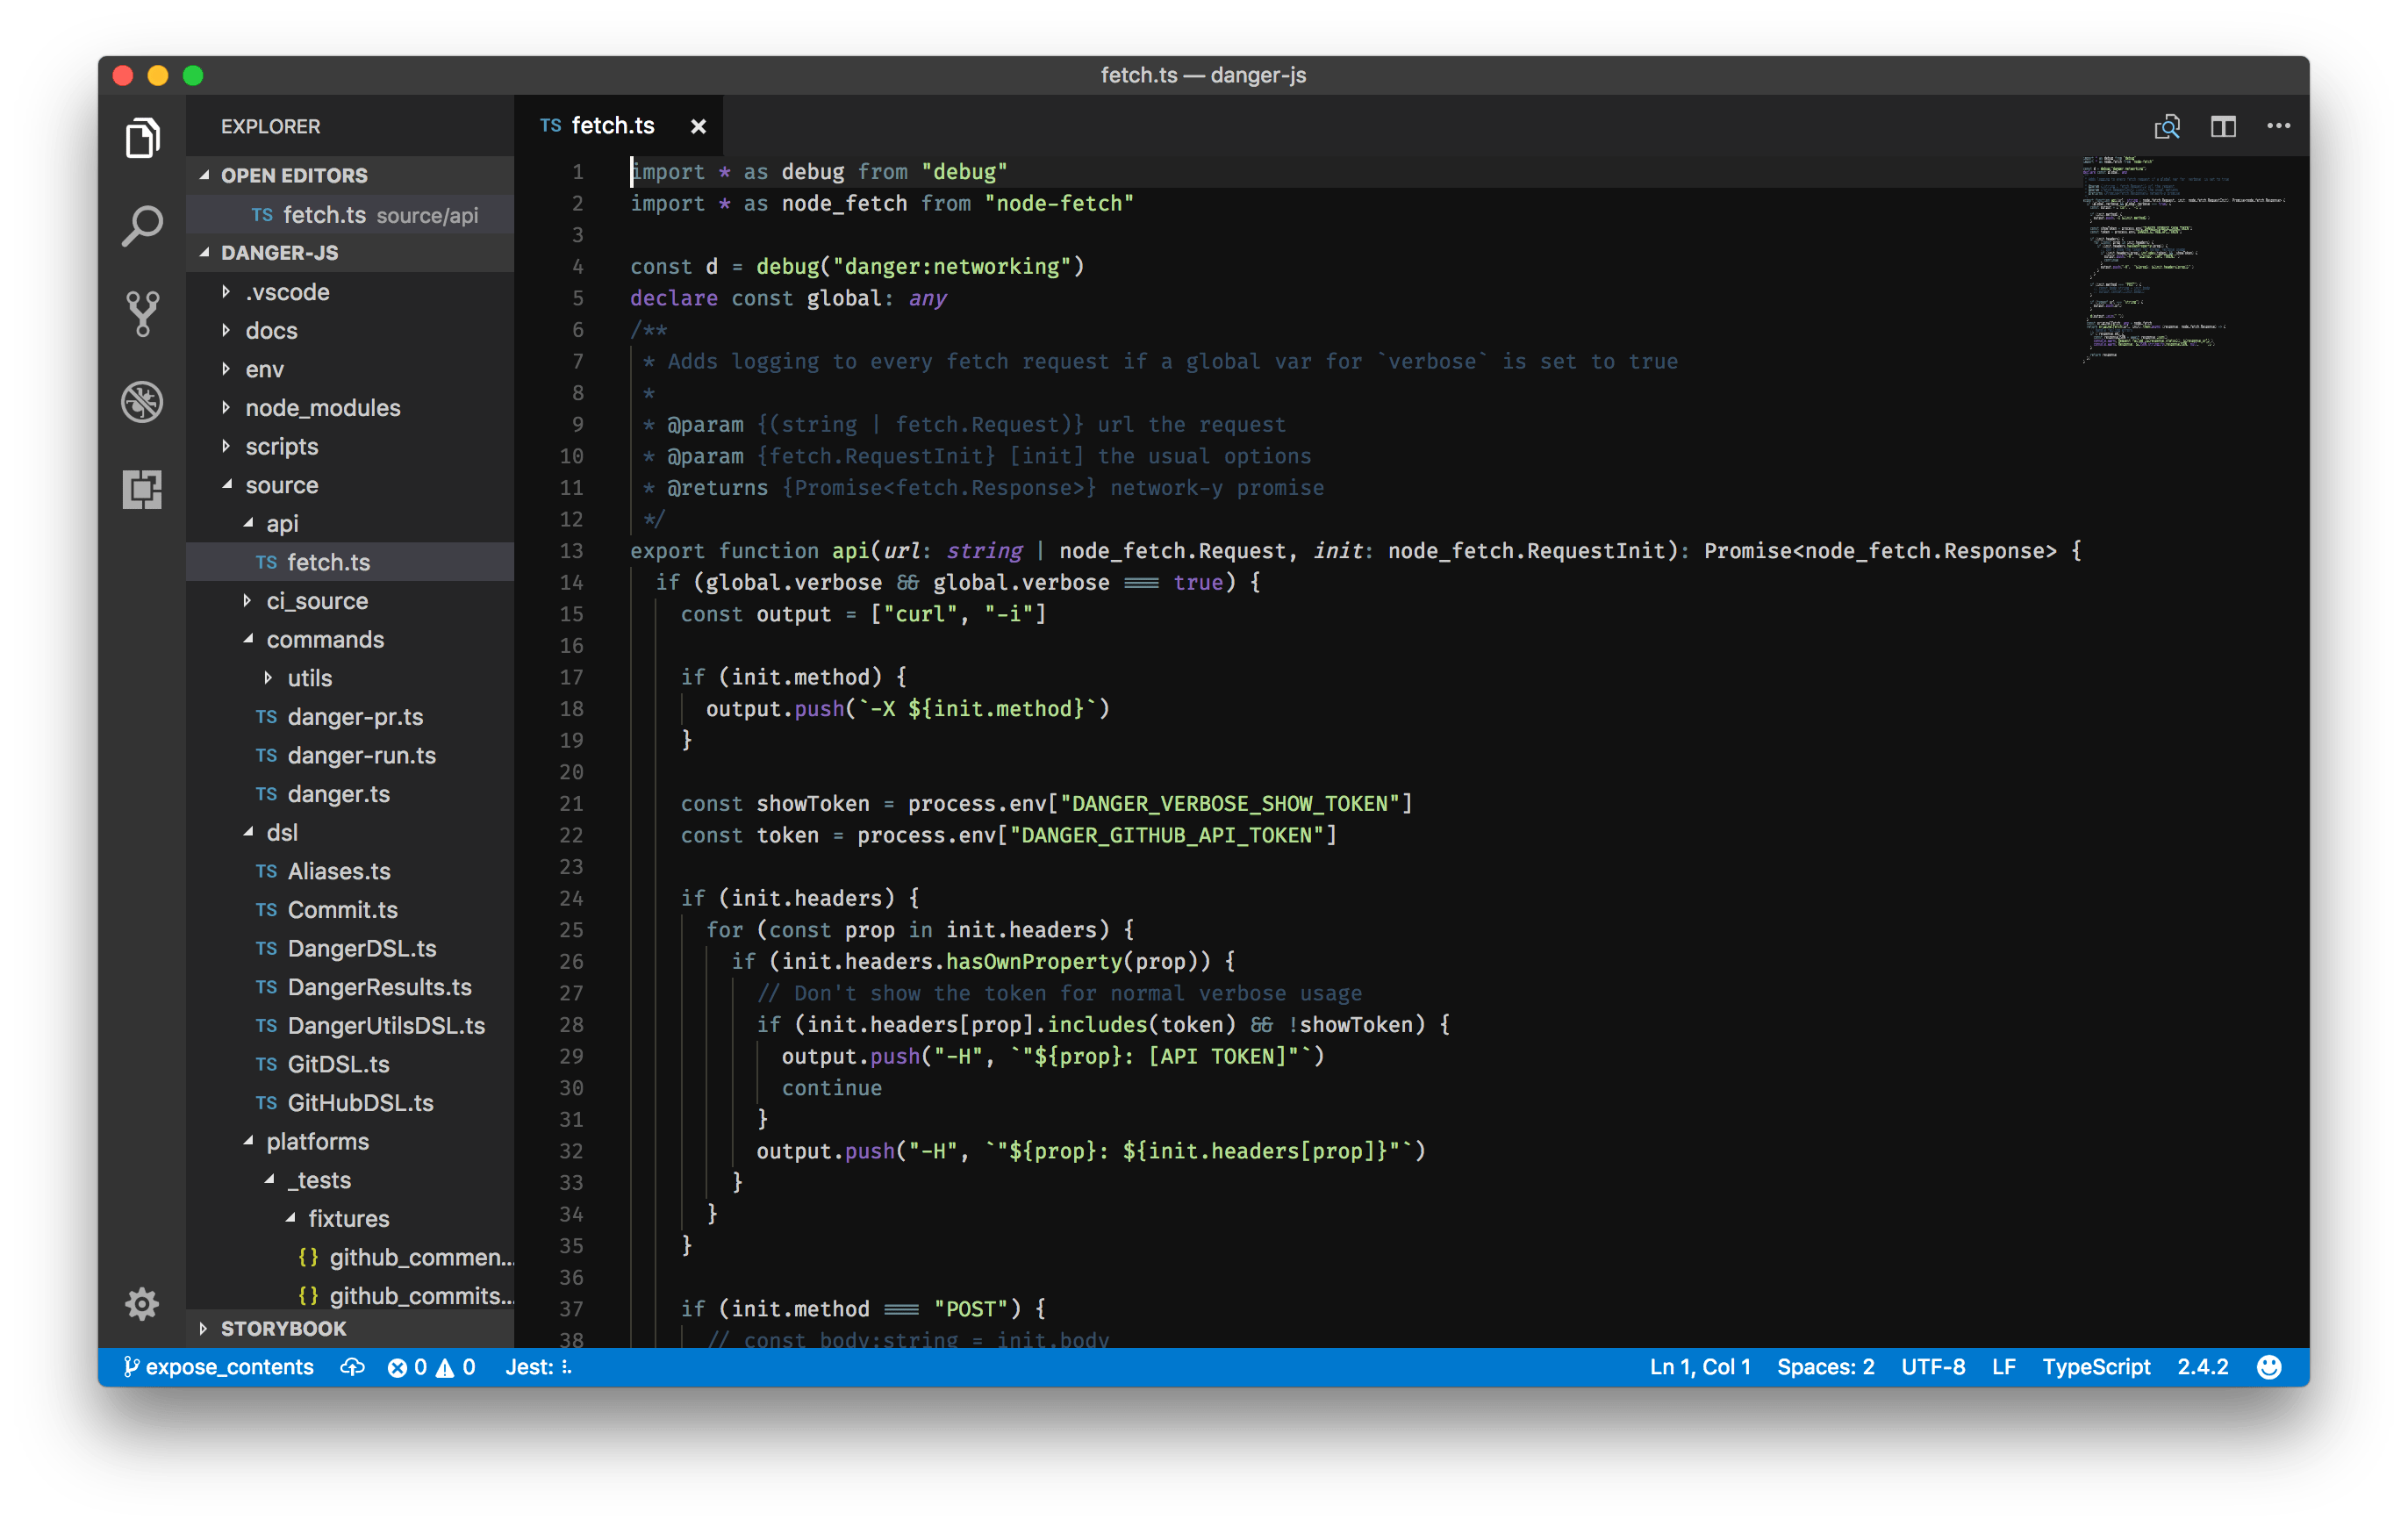 fetch.ts — danger-js
EXPLORER
OPEN EDITORS
TS fetch.ts source/api
DANGER-JS
.vscode
docs
env
node_modules
scripts
source
api
TS fetch.ts
ci_source
commands
utils
TS danger-pr.ts
TS danger-run.ts
TS danger.ts
dsl
TS Aliases.ts
TS Commit.ts
TS DangerDSL.ts
TS DangerResults.ts
TS DangerUtilsDSL.ts
TS GitDSL.ts
TS GitHubDSL.ts
platforms
_tests
fixtures
{} github_commen...
{} github_commits...
STORYBOOK
TS fetch.ts ×
1 import * as debug from "debug"
2 import * as node_fetch from "node-fetch"
3
4 const d = debug("danger:networking")
5 declare const global: any
6 /**
7  * Adds logging to every fetch request if a global var for `verbose` is set to true
8  *
9  * @param {(string | fetch.Request)} url the request
10  * @param {fetch.RequestInit} [init] the usual options
11  * @returns {Promise<fetch.Response>} network-y promise
12  */
13 export function api(url: string | node_fetch.Request, init: node_fetch.RequestInit): Promise<node_fetch.Response> {
14   if (global.verbose && global.verbose === true) {
15     const output = ["curl", "-i"]
16
17     if (init.method) {
18       output.push(`-X ${init.method}`)
19     }
20
21     const showToken = process.env["DANGER_VERBOSE_SHOW_TOKEN"]
22     const token = process.env["DANGER_GITHUB_API_TOKEN"]
23
24     if (init.headers) {
25       for (const prop in init.headers) {
26         if (init.headers.hasOwnProperty(prop)) {
27           // Don't show the token for normal verbose usage
28           if (init.headers[prop].includes(token) && !showToken) {
29             output.push("-H", `"${prop}: [API TOKEN]"`)
30             continue
31           }
32           output.push("-H", `"${prop}: ${init.headers[prop]}"`)
33         }
34       }
35     }
36
37     if (init.method === "POST") {
38       // const body:string = init.body
expose_contents 0 0 Jest: Ln 1, Col 1 Spaces: 2 UTF-8 LF TypeScript 2.4.2